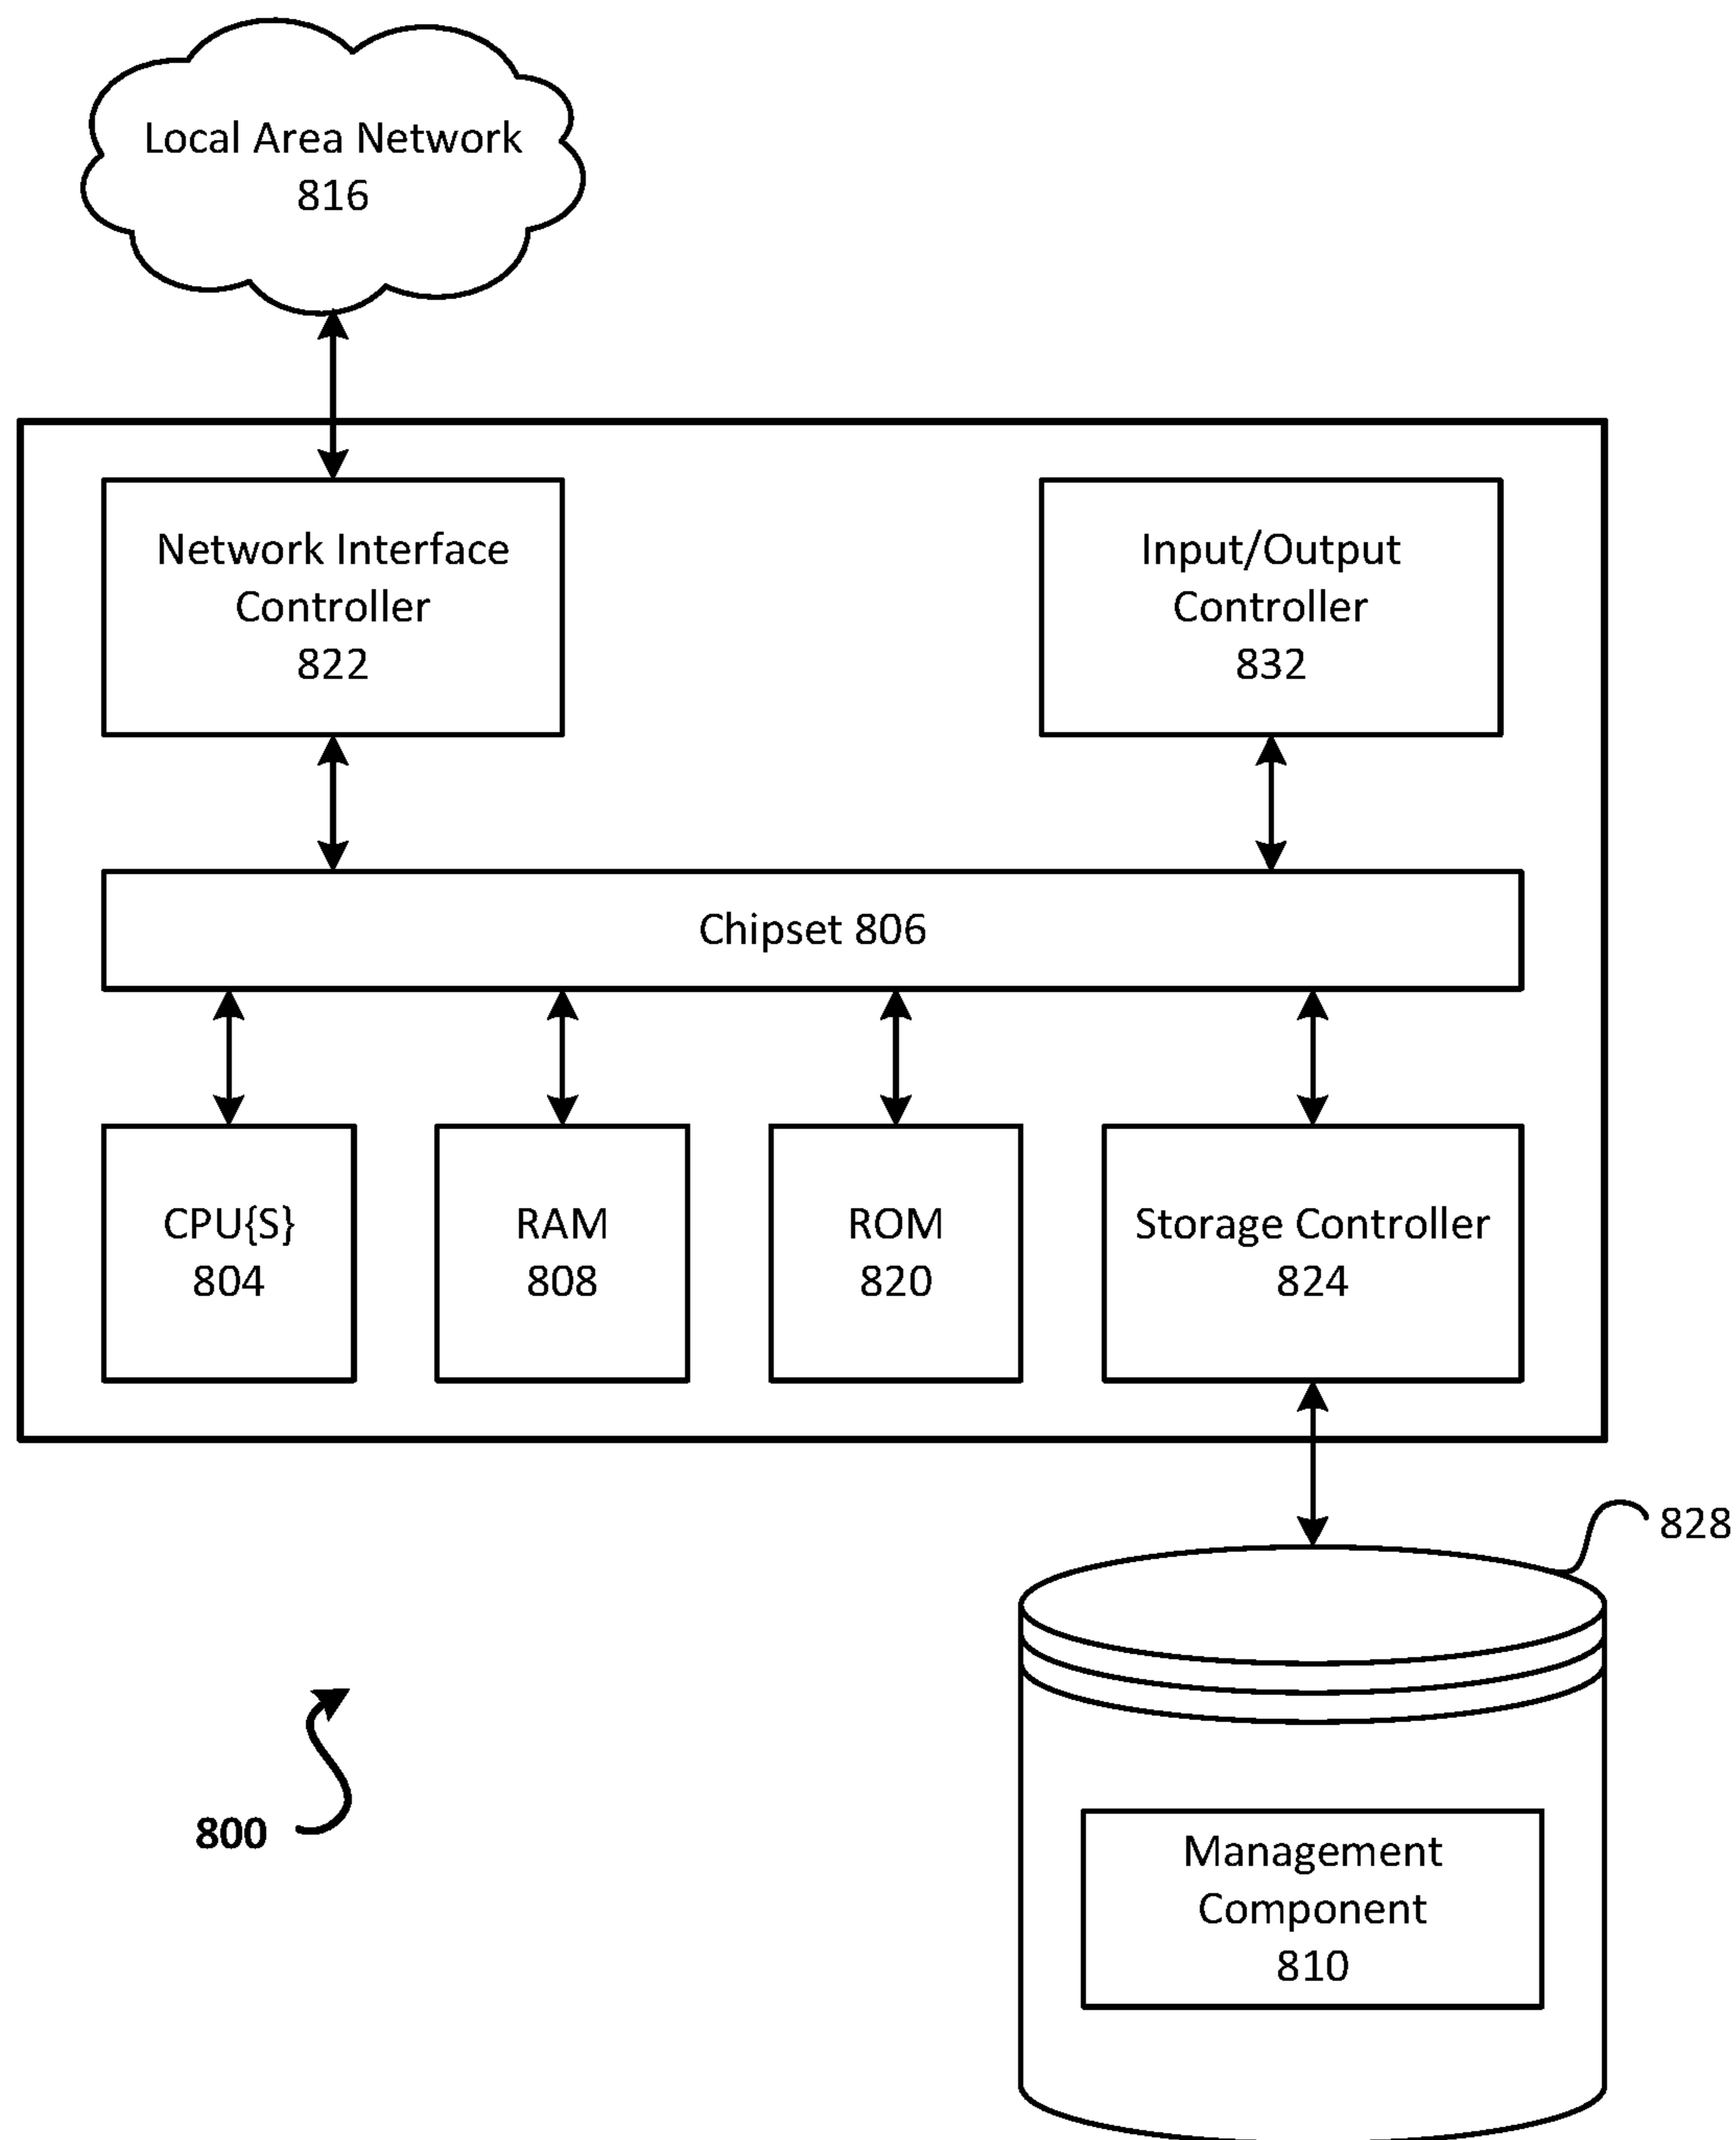 Local Area Network
816
Network Interface
Controller
822
Input/Output
Controller
832
Chipset 806
CPU{S}
804
RAM
808
ROM
820
Storage Controller
824
828
800
Management
Component
810